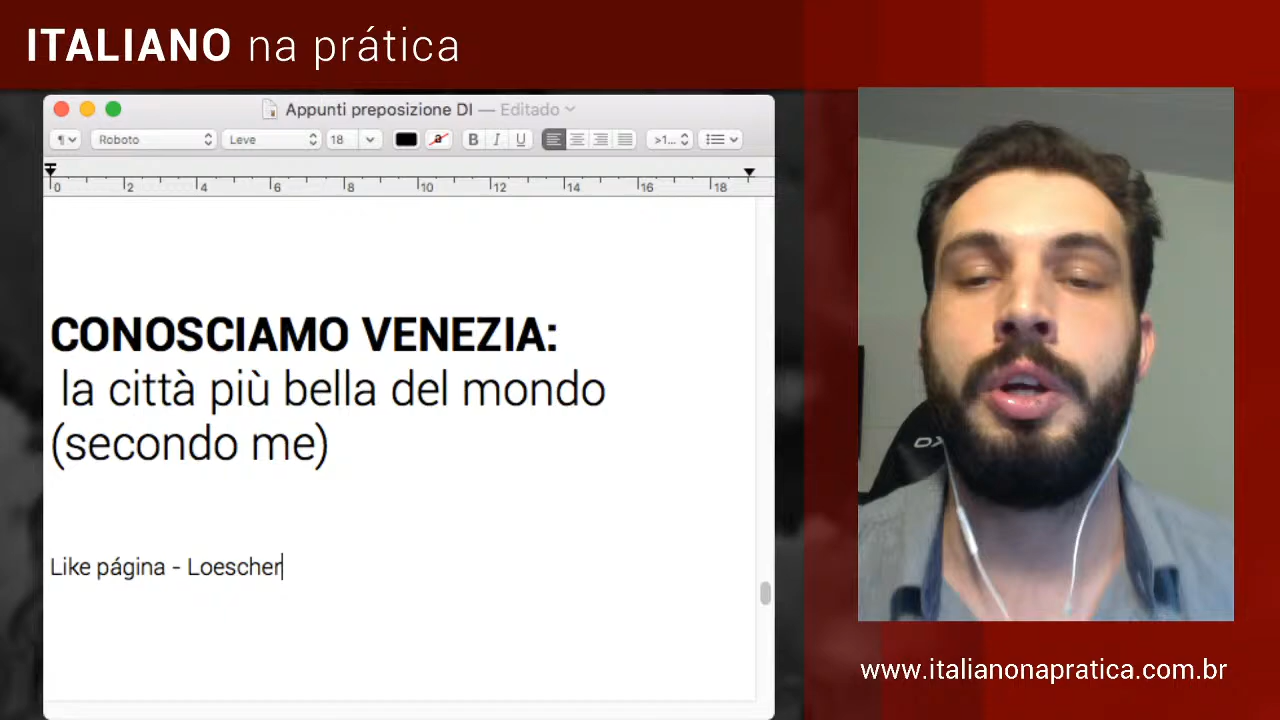 ITALIANO na prática
Appunti preposizione DI — Editado
Roboto Leve 18 a B I U >1...
0 2 4 6 8 10 12 14 16 18
CONOSCIAMO VENEZIA:
la città più bella del mondo
(secondo me)
Like página - Loescher
www.italianonapratica.com.br